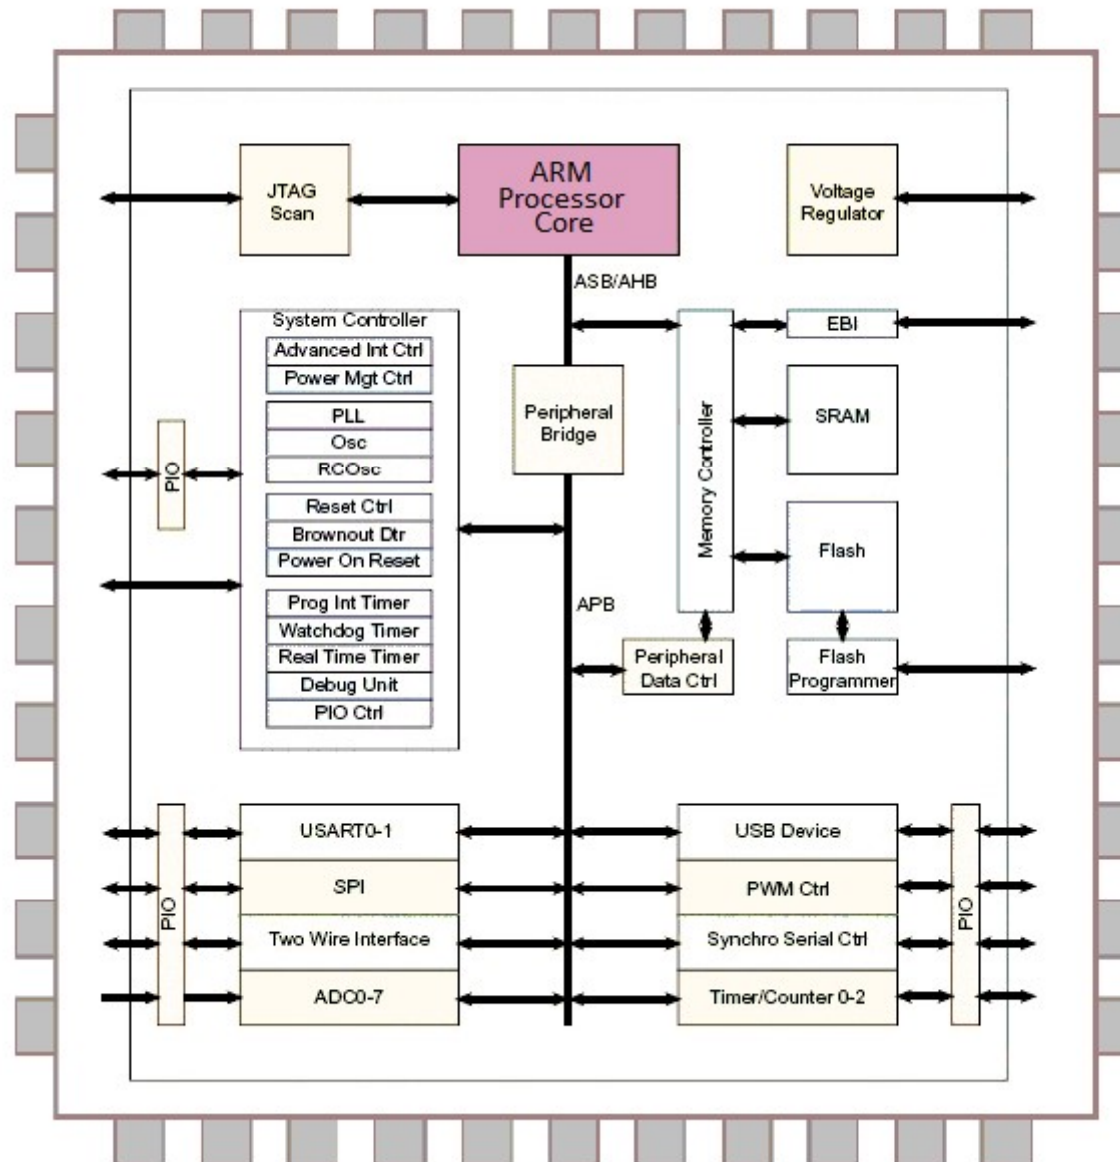 JTAG
Scan
ARM
Processor
Core
Voltage
Regulator
ASB/AHB
System Controller
Advanced Int Ctrl
Power Mgt Ctrl
PLL
Osc
RCOsc
Reset Ctrl
Brownout Dtr
Power On Reset
Prog Int Timer
Watchdog Timer
Real Time Timer
Debug Unit
PIO Ctrl
PIO
Peripheral
Bridge
Memory Controller
EBI
SRAM
Flash
APB
Peripheral
Data Ctrl
Flash
Programmer
PIO
USART0-1
SPI
Two Wire Interface
ADC0-7
USB Device
PWM Ctrl
Synchro Serial Ctrl
Timer/Counter 0-2
PIO